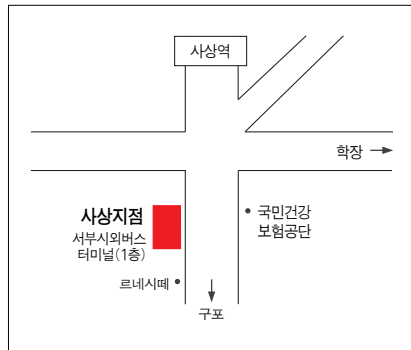 사상역
학장
사상지점
서부시외버스
터미널(1층)
국민건강
보험공단
르네시떼
구포